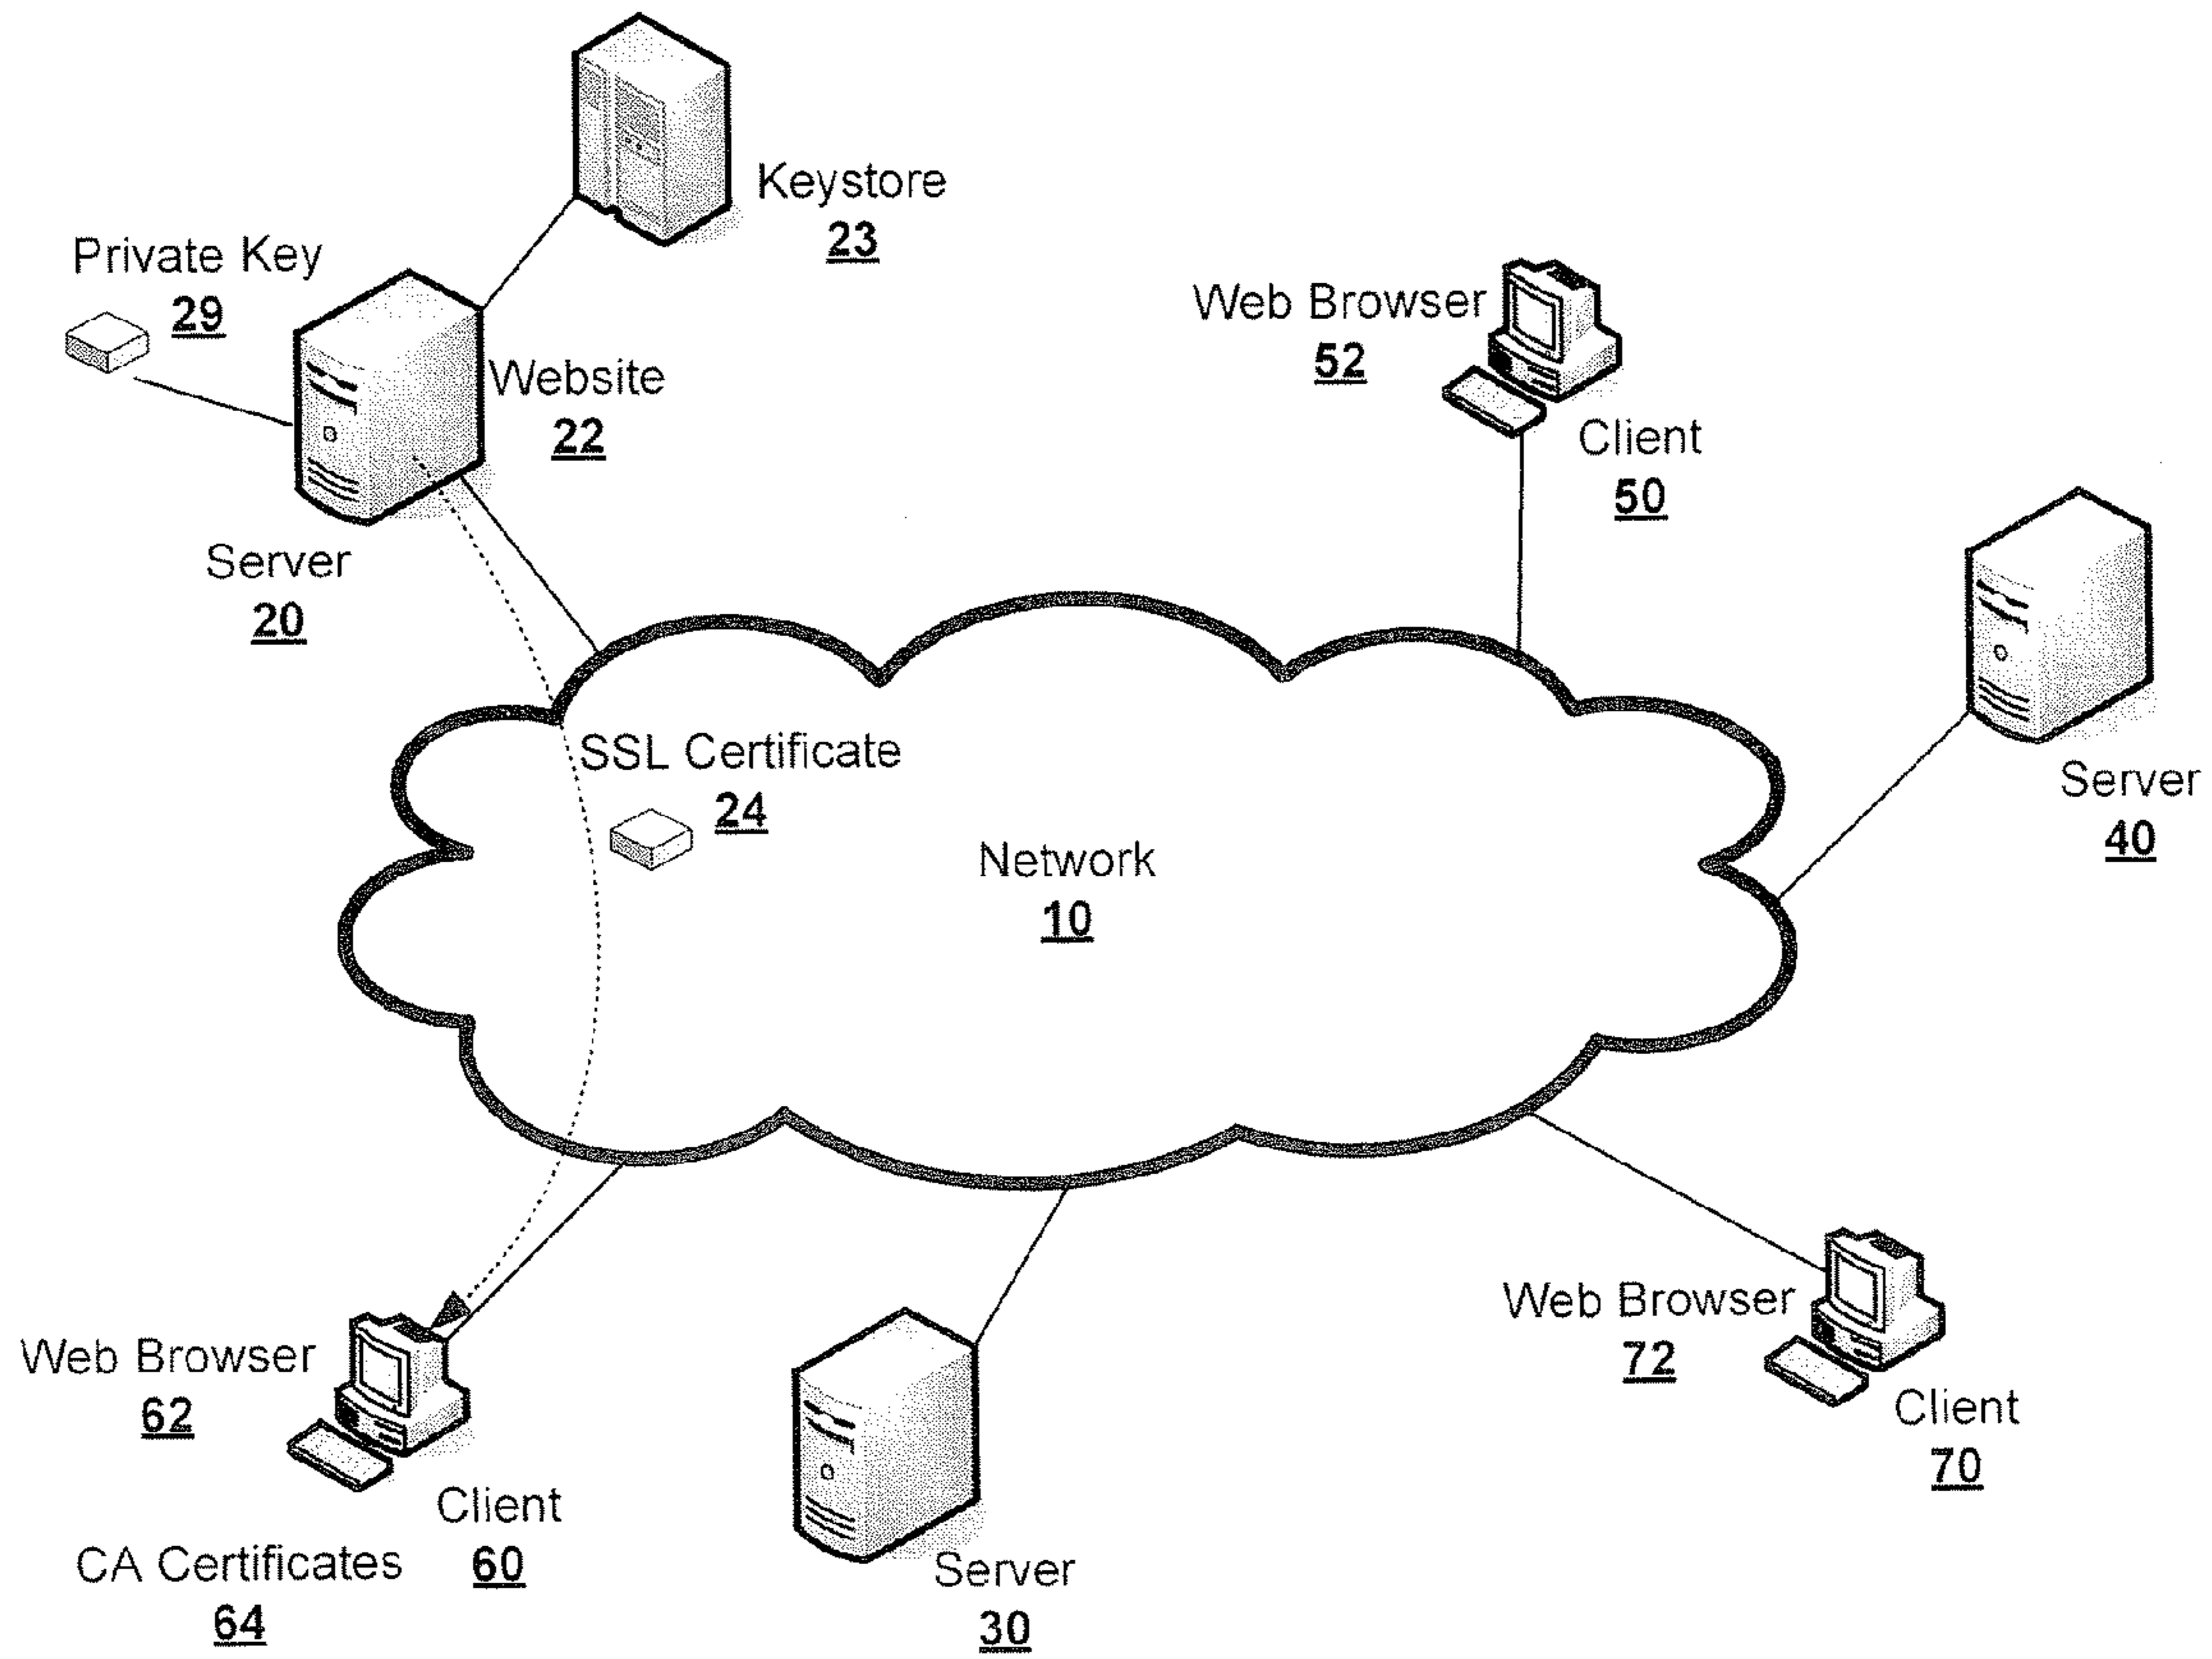 Keystore
23
Private Key
29
Website
22
Server
20
Web Browser
52
Client
50
Server
40
SSL Certificate
24
Network
10
Web Browser
62
Client
60
CA Certificates
64
Server
30
Web Browser
72
Client
70